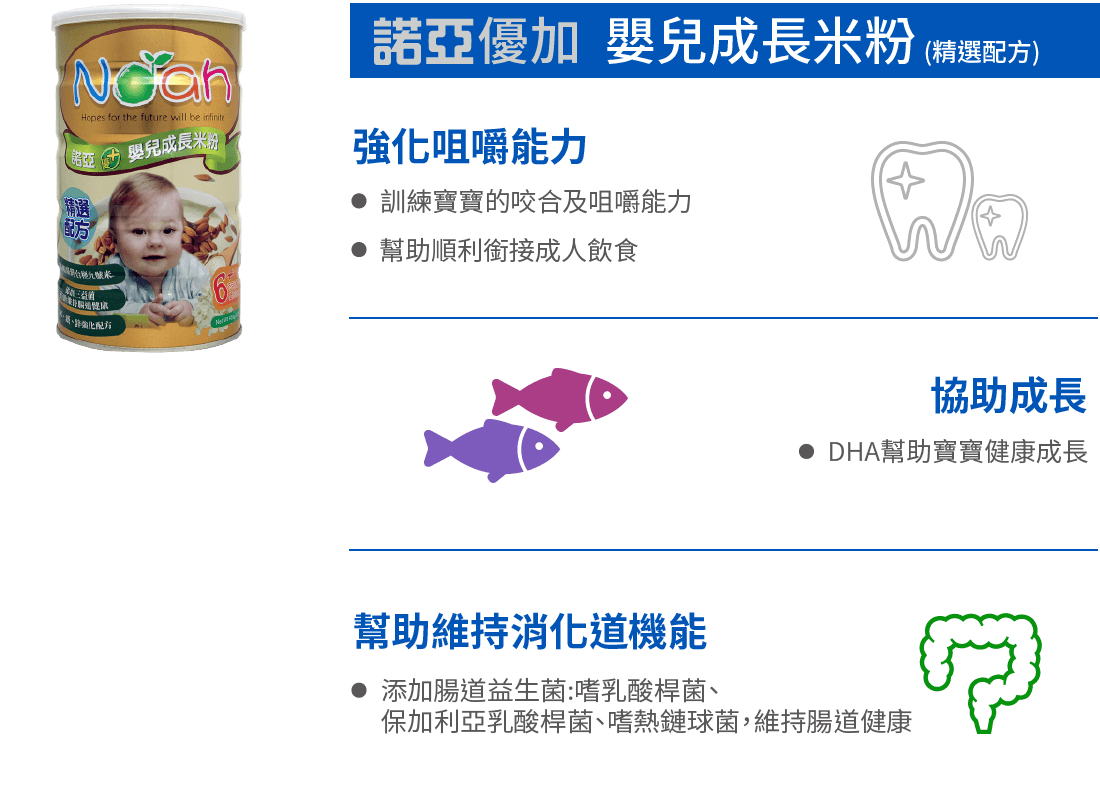 諾亞優加 嬰兒成長米粉 (精選配方)
Noah
Hopes for the future will be infinite
諾亞優+ 嬰兒成長米粉
精選
配方
6
強化咀嚼能力
● 訓練寶寶的咬合及咀嚼能力
● 幫助順利銜接成人飲食
協助成長
● DHA幫助寶寶健康成長
幫助維持消化道機能
● 添加腸道益生菌:嗜乳酸桿菌、
保加利亞乳酸桿菌、嗜熱鏈球菌,維持腸道健康